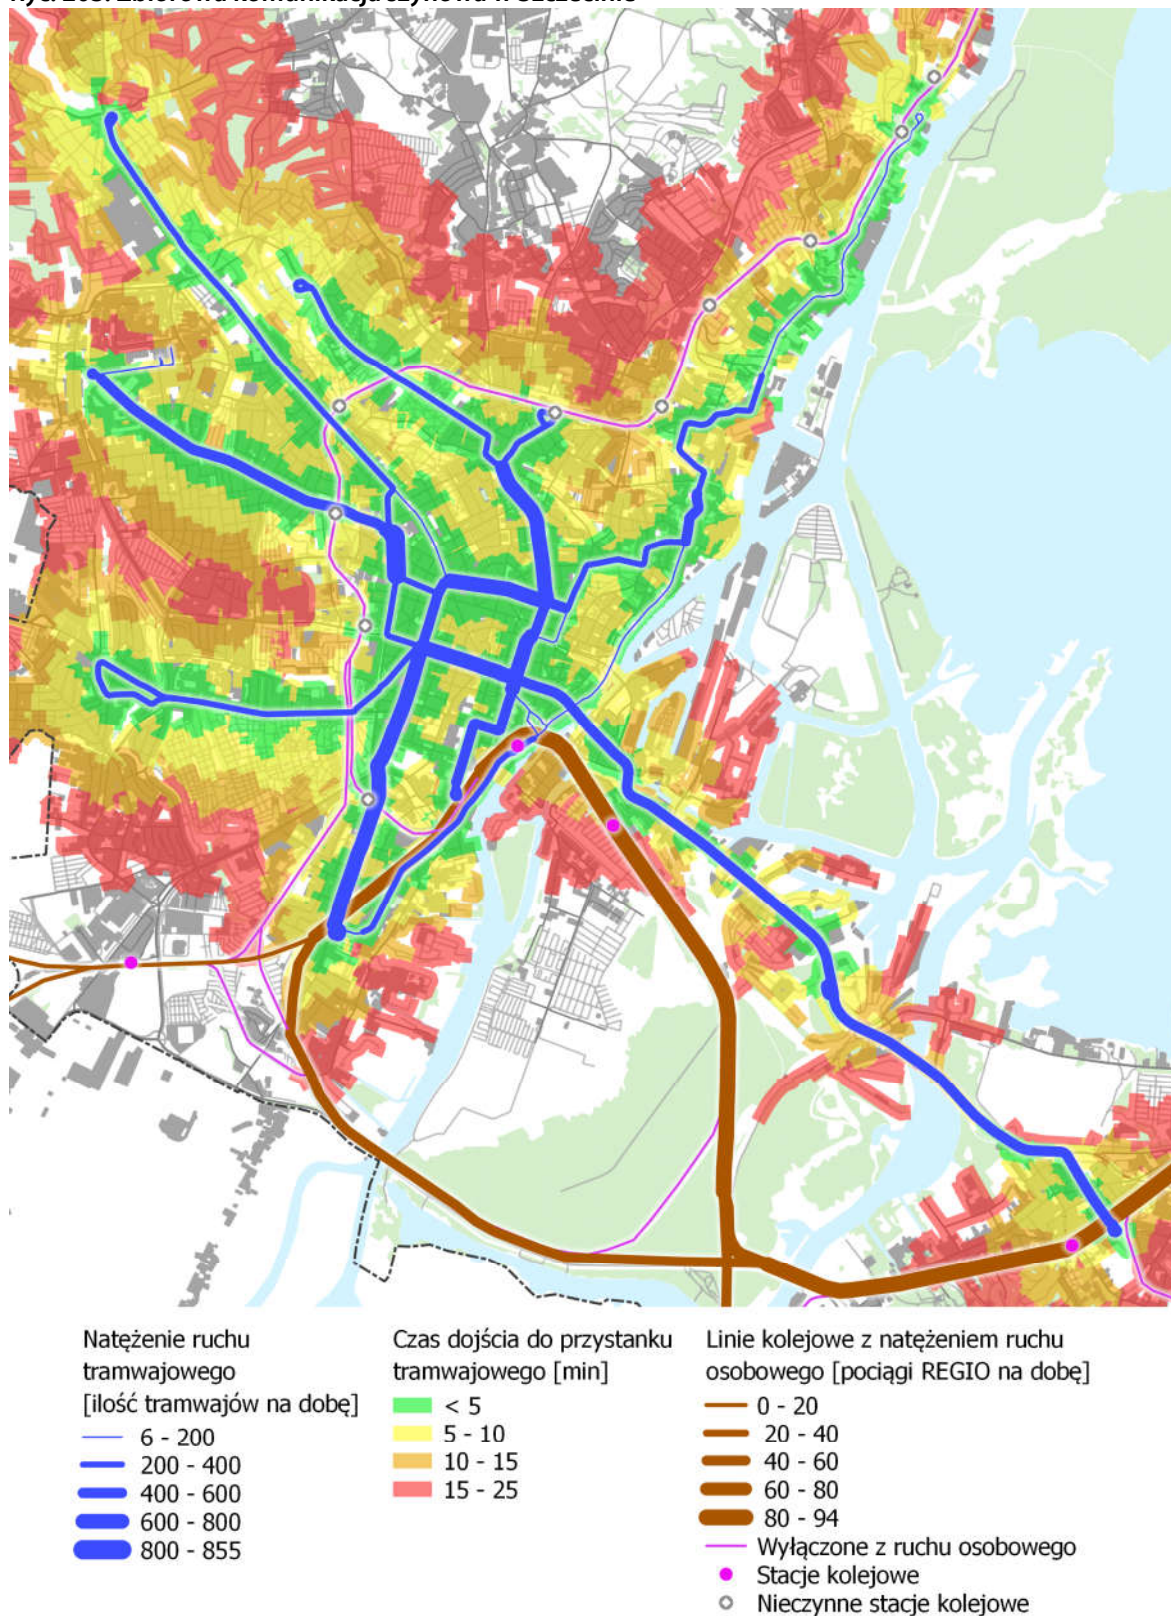 Natężenie ruchu
tramwajowego
[ilość tramwajów na dobę]
6 - 200
200 - 400
400 - 600
600 - 800
800 - 855
Czas dojścia do przystanku
tramwajowego [min]
< 5
5 - 10
10 - 15
15 - 25
Linie kolejowe z natężeniem ruchu
osobowego [pociągi REGIO na dobę]
0 - 20
20 - 40
40 - 60
60 - 80
80 - 94
Wyłączone z ruchu osobowego
Stacje kolejowe
Nieczynne stacje kolejowe